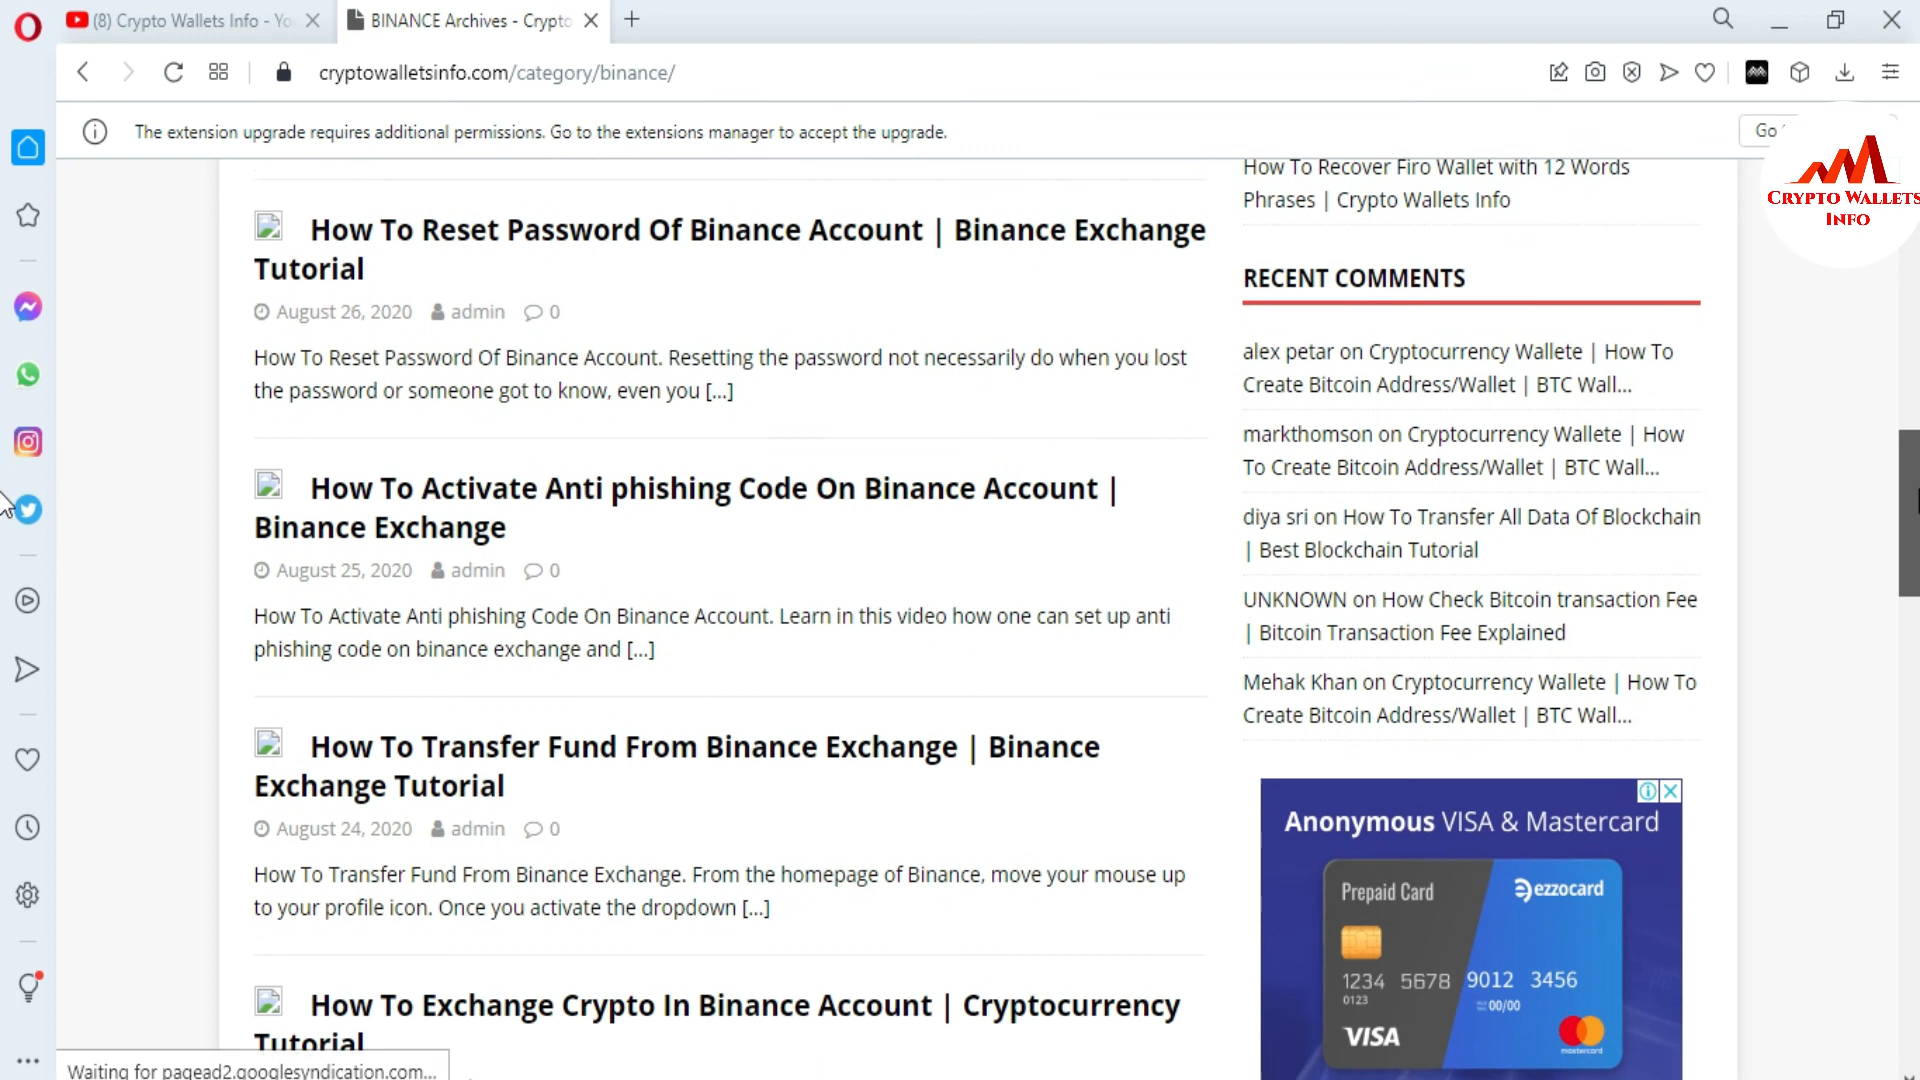 (8) Crypto Wallets Info - Yo
BINANCE Archives - Crypto
cryptowalletsinfo.com/category/binance/
The extension upgrade requires additional permissions. Go to the extensions manager to accept the upgrade.
Go
CRYPTO WALLETS
INFO
How To Reset Password Of Binance Account | Binance Exchange
Tutorial
August 26, 2020 admin 0
How To Reset Password Of Binance Account. Resetting the password not necessarily do when you lost
the password or someone got to know, even you [...]
How To Activate Anti phishing Code On Binance Account |
Binance Exchange
August 25, 2020 admin 0
How To Activate Anti phishing Code On Binance Account. Learn in this video how one can set up anti
phishing code on binance exchange and [...]
How To Transfer Fund From Binance Exchange | Binance
Exchange Tutorial
August 24, 2020 admin 0
How To Transfer Fund From Binance Exchange. From the homepage of Binance, move your mouse up
to your profile icon. Once you activate the dropdown [...]
How To Exchange Crypto In Binance Account | Cryptocurrency
Tutorial
How To Recover Firo Wallet with 12 Words
Phrases | Crypto Wallets Info
RECENT COMMENTS
alex petar on Cryptocurrency Wallete | How To
Create Bitcoin Address/Wallet | BTC Wall...
markthomson on Cryptocurrency Wallete | How
To Create Bitcoin Address/Wallet | BTC Wall...
diya sri on How To Transfer All Data Of Blockchain
| Best Blockchain Tutorial
UNKNOWN on How Check Bitcoin transaction Fee
| Bitcoin Transaction Fee Explained
Mehak Khan on Cryptocurrency Wallete | How To
Create Bitcoin Address/Wallet | BTC Wall...
Anonymous VISA & Mastercard
Prepaid Card
ezzocard
1234 5678 9012 3456
0123
00/00
VISA
mastercard
Waiting for pagead2.googlesyndication.com...